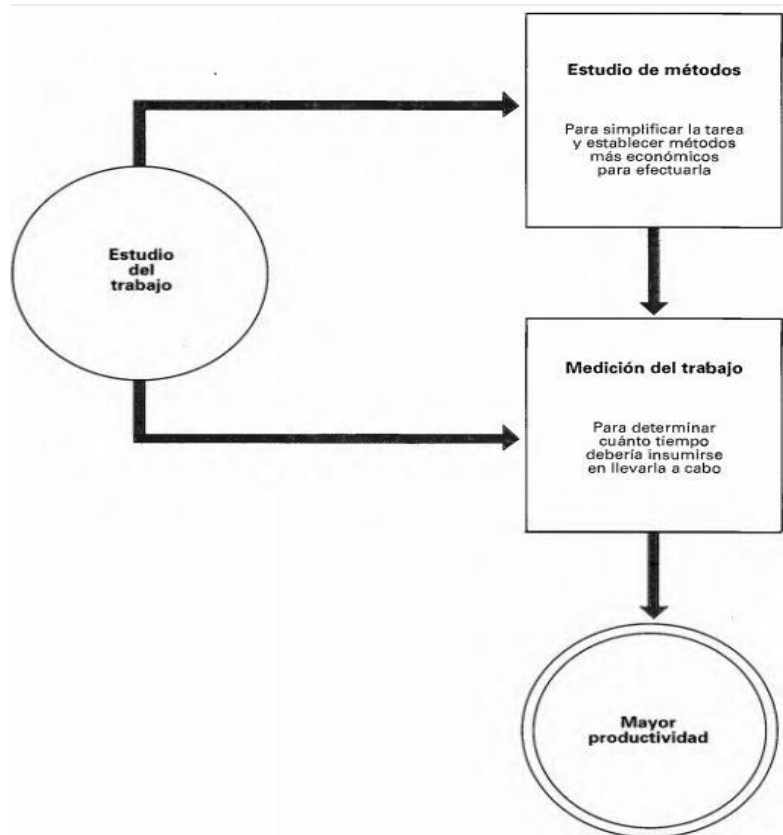 Estudio de métodos
Para simplificar la tarea
y establecer métodos
más económicos
para efectuarla
Estudio
del
trabajo
Medición del trabajo
Para determinar
cuánto tiempo
debería insumirse
en llevarla a cabo
Mayor
productividad